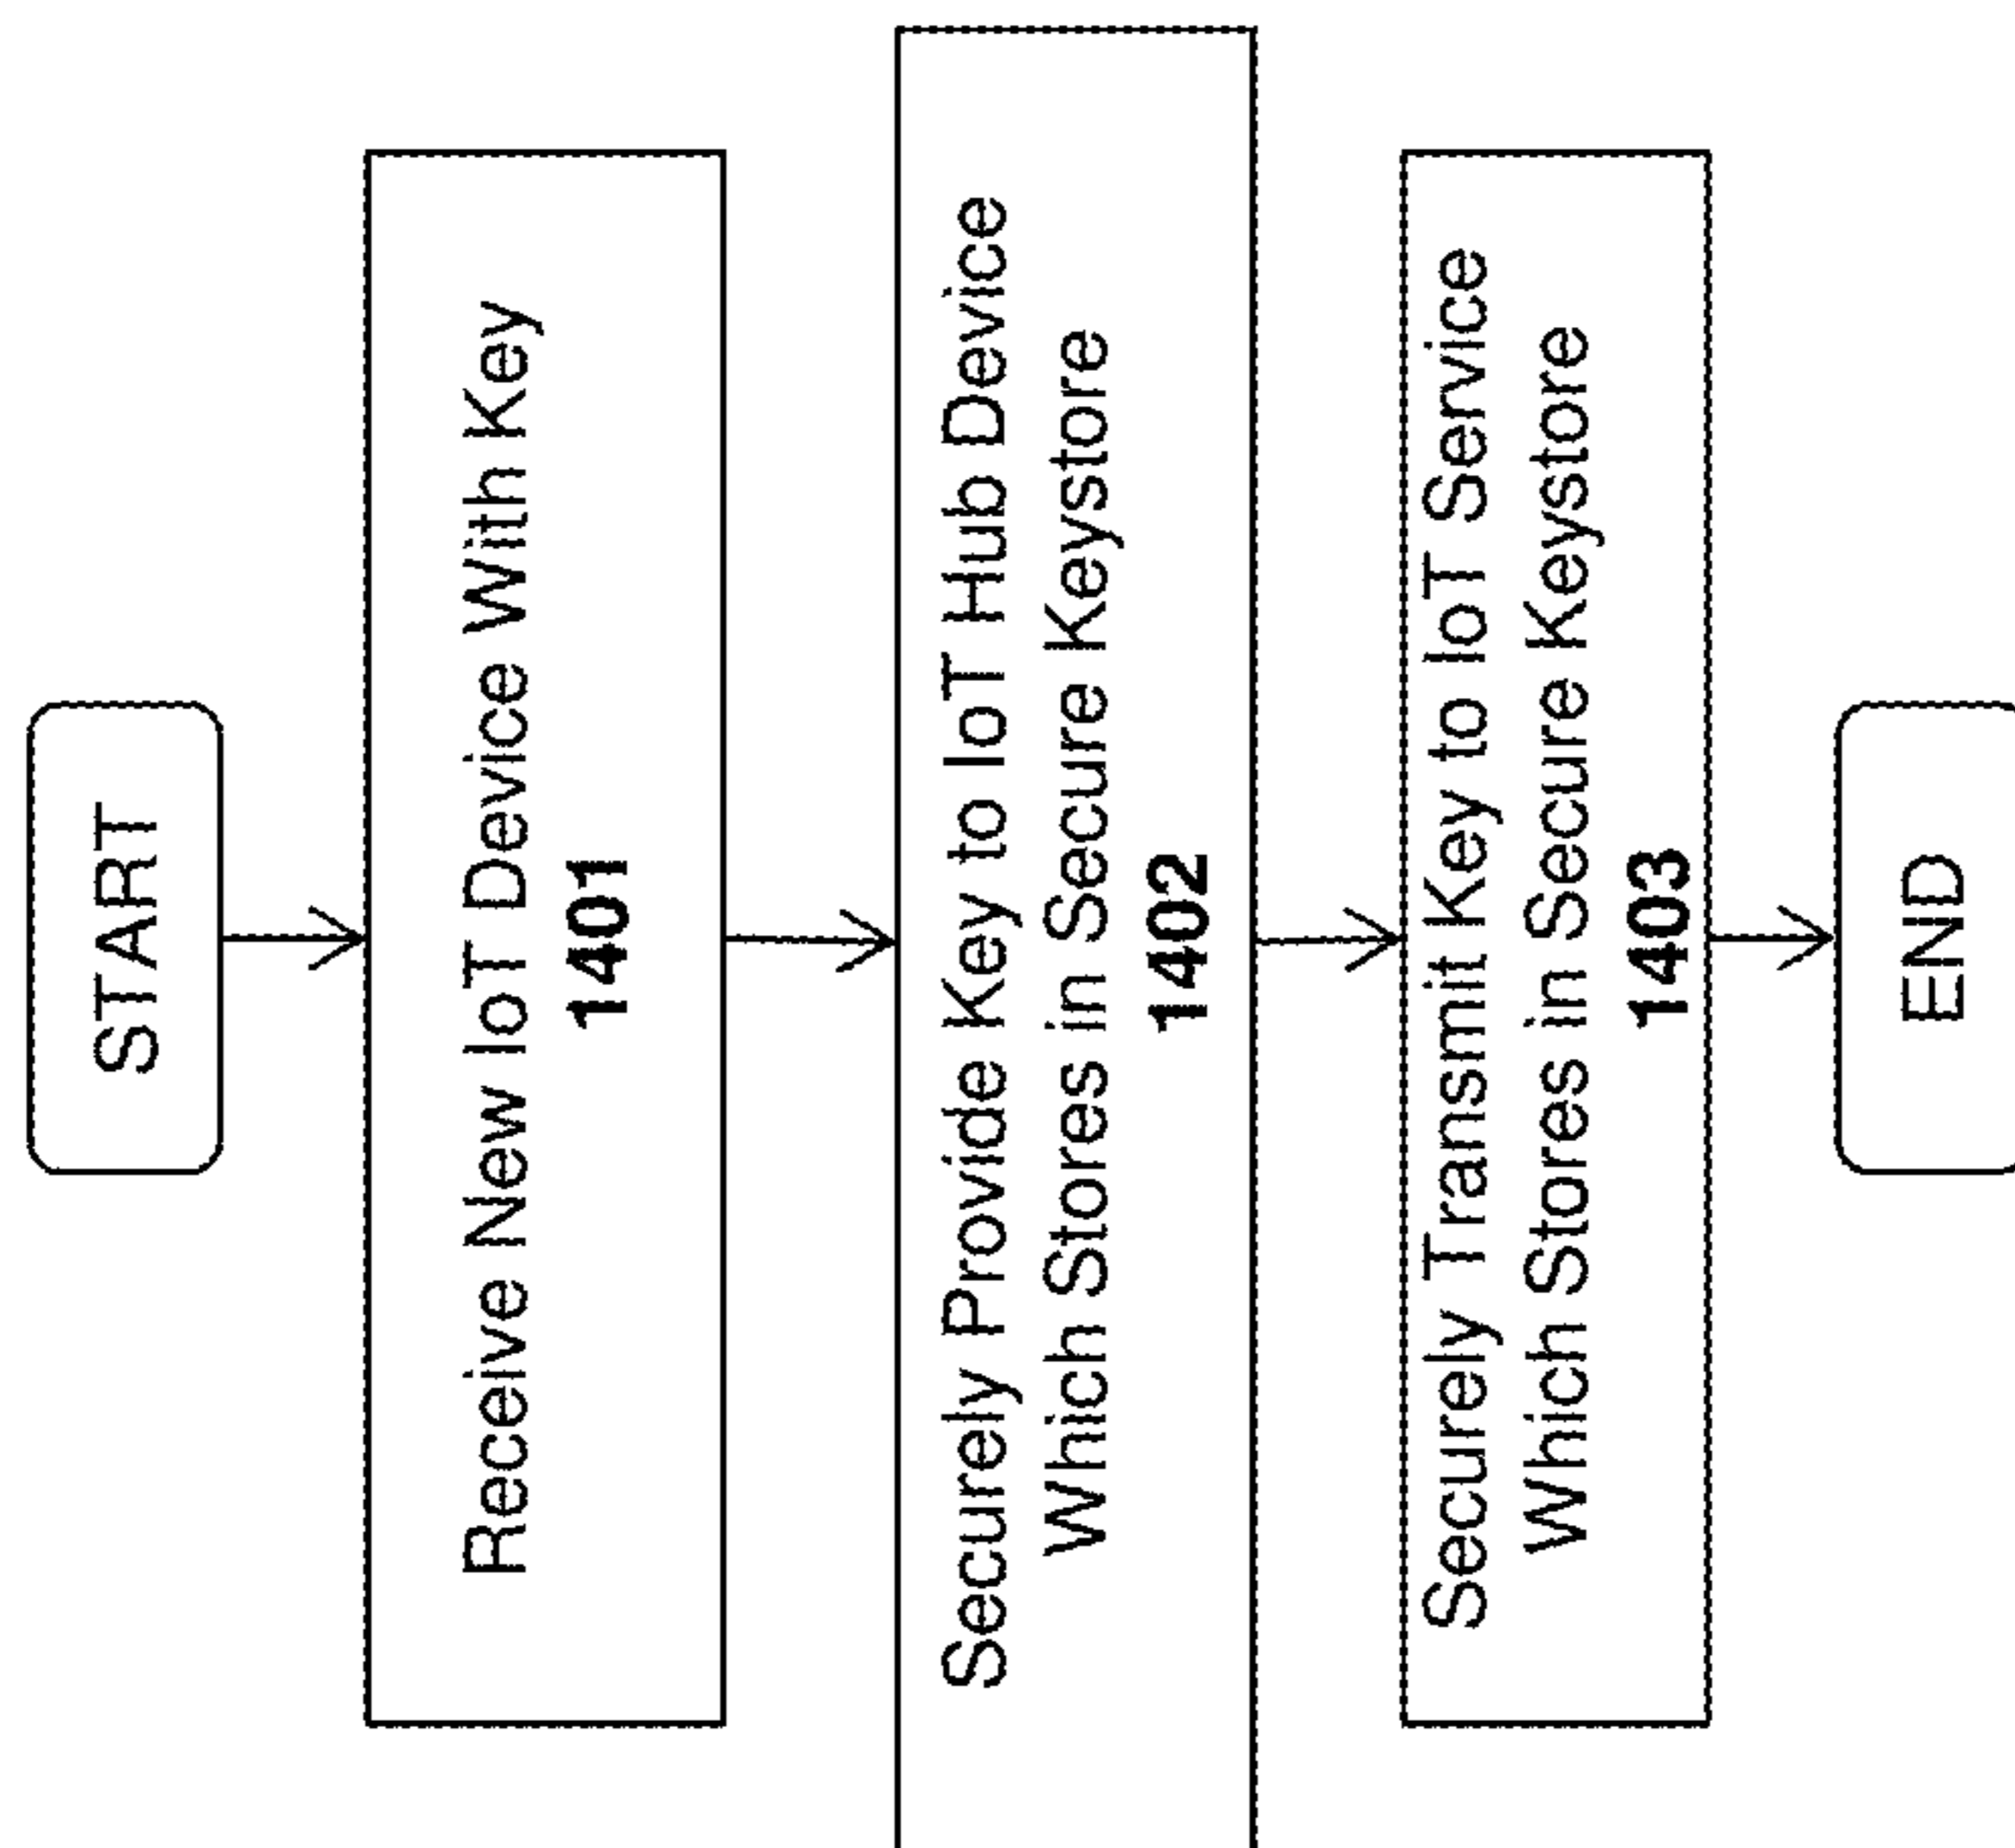 START
Receive New IoT Device With Key
1401
Securely Provide Key to IoT Hub Device
Which Stores in Secure Keystore
1402
Securely Transmit Key to IoT Service
Which Stores in Secure Keystore
1403
END